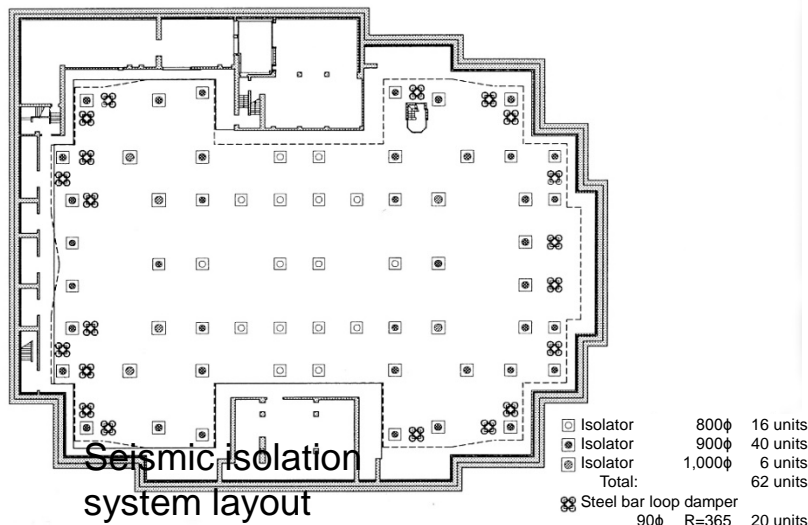 Seismic isolation
system layout
Isolator 800ϕ 16 units
Isolator 900ϕ 40 units
Isolator 1,000ϕ 6 units
Total: 62 units
Steel bar loop damper
90ϕ R=365 20 units